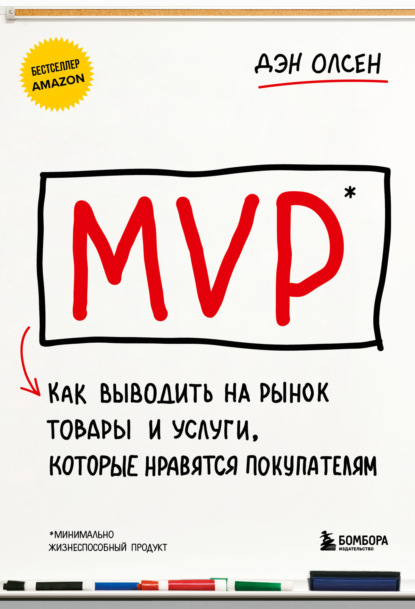 БЕСТСЕЛЛЕР
AMAZON
ДЭН ОЛСЕН
MVP*
КАК ВЫВОДИТЬ НА РЫНОК
ТОВАРЫ И УСЛУГИ,
КОТОРЫЕ НРАВЯТСЯ ПОКУПАТЕЛЯМ
*МИНИМАЛЬНО
ЖИЗНЕСПОСОБНЫЙ ПРОДУКТ
БОМБОРА
ИЗДАТЕЛЬСТВО